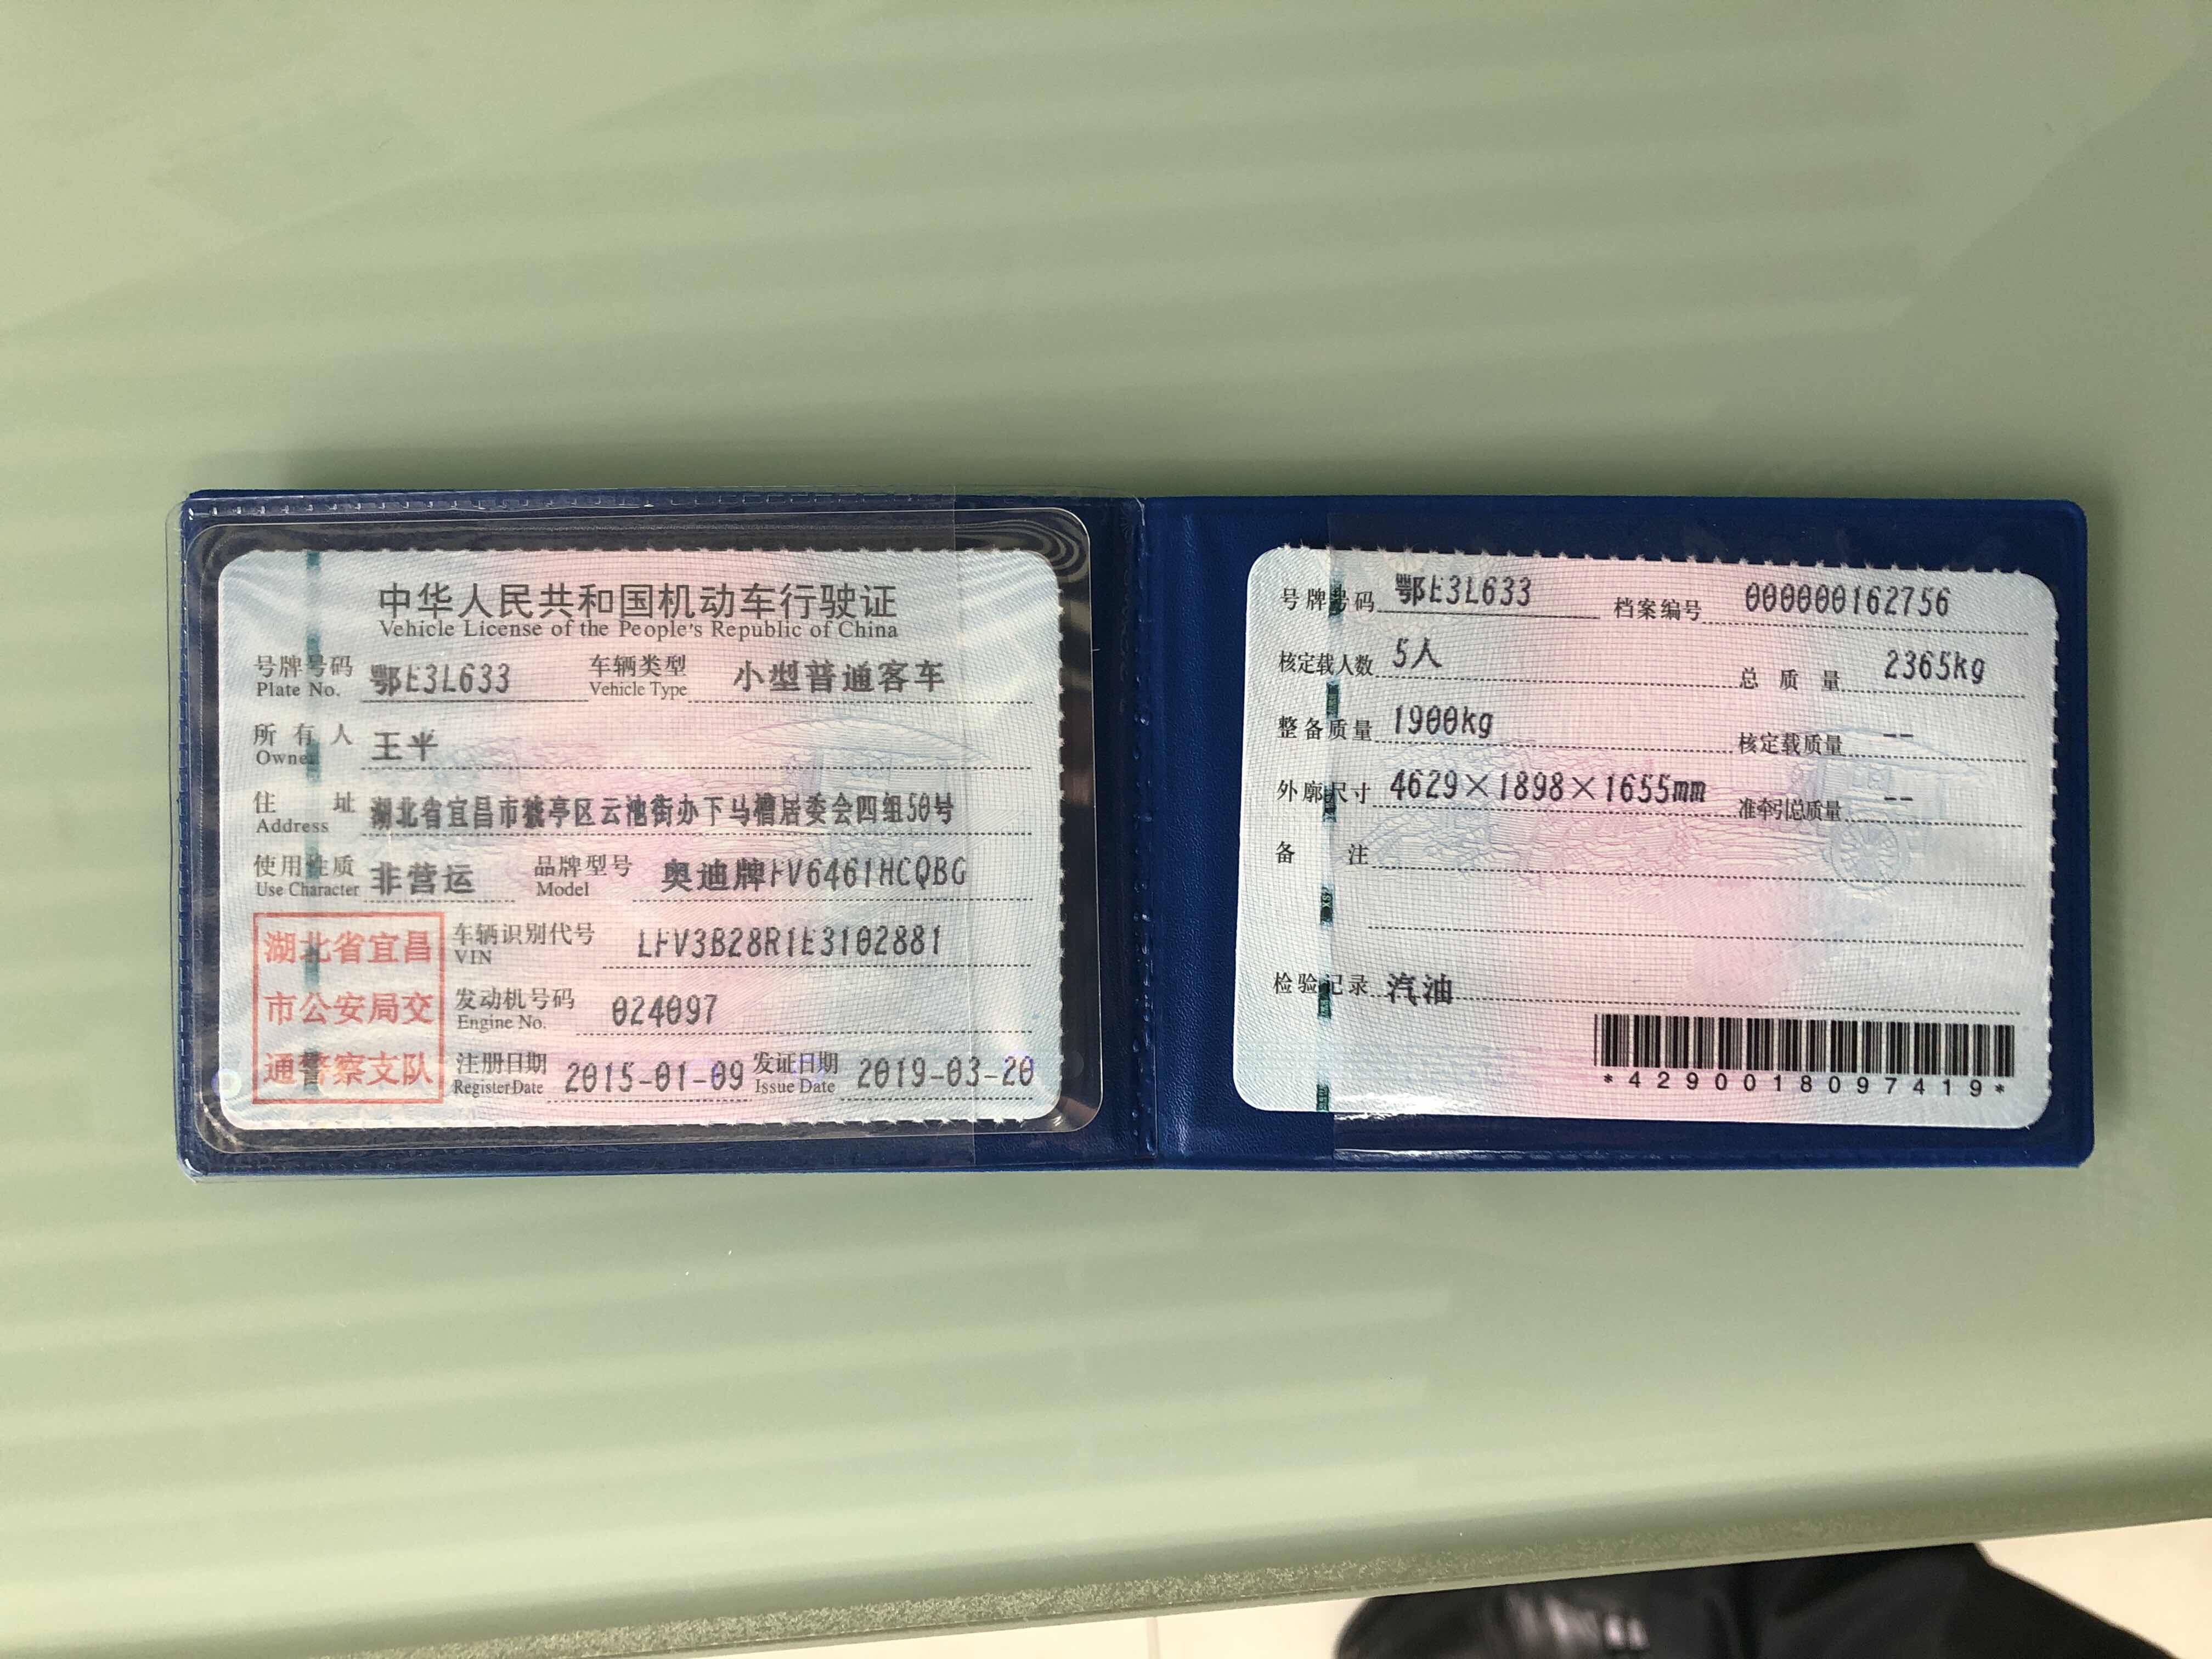 中华人民共和国机动车行驶证
Vehicle License of the People's Republic of China
号牌号码 鄂E3L633 车辆类型 小型普通客车
Plate No. Vehicle Type
所有人 王半
Owner
住址 湖北省宜昌市猇亭区云池街办下马槽居委会四组50号
Address
使用性质 非营运 品牌型号 奥迪牌FV6461HCQBG
Use Character Model
湖北省宜昌
市公安局交
通警察支队
车辆识别代号 LFV3B28R1E3102881
VIN
发动机号码 024097
Engine No.
注册日期 2015-01-09 发证日期 2019-03-20
Register Date Issue Date
号牌号码 鄂E3L633 档案编号 000000162756
核定载人数 5人 总质量 2365kg
整备质量 1900kg 核定载质量 --
外廓尺寸 4629×1898×1655mm 准牵引总质量 --
备注
检验记录 汽油
*4290018097419*